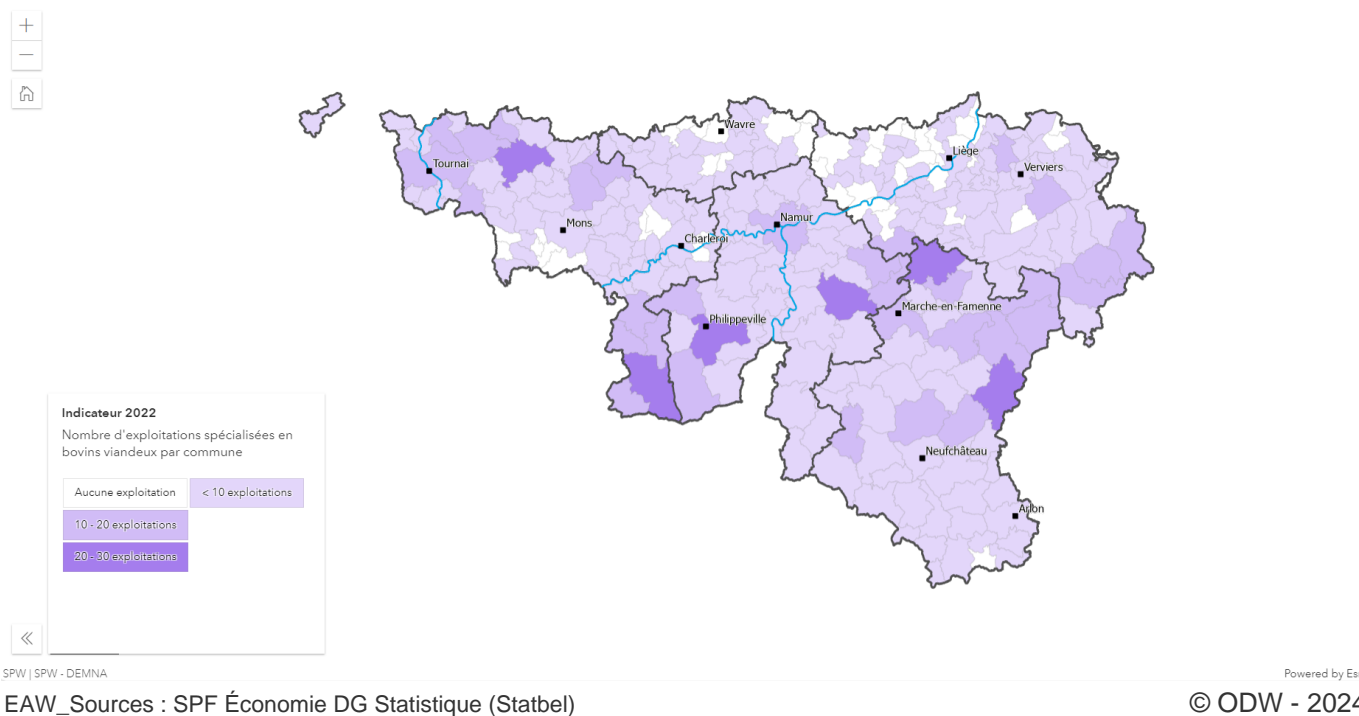 Wavre
Liège
Tournai
Verviers
Namur
Mons
Charleroi
Marche-en-Famenne
Philippeville
Neufchâteau
Arlon
Indicateur 2022
Nombre d'exploitations spécialisées en
bovins viandeux par commune
Aucune exploitation
< 10 exploitations
10 - 20 exploitations
20 - 30 exploitations
SPW | SPW - DEMNA
Powered by Es
EAW_Sources : SPF Économie DG Statistique (Statbel)
© ODW - 2024